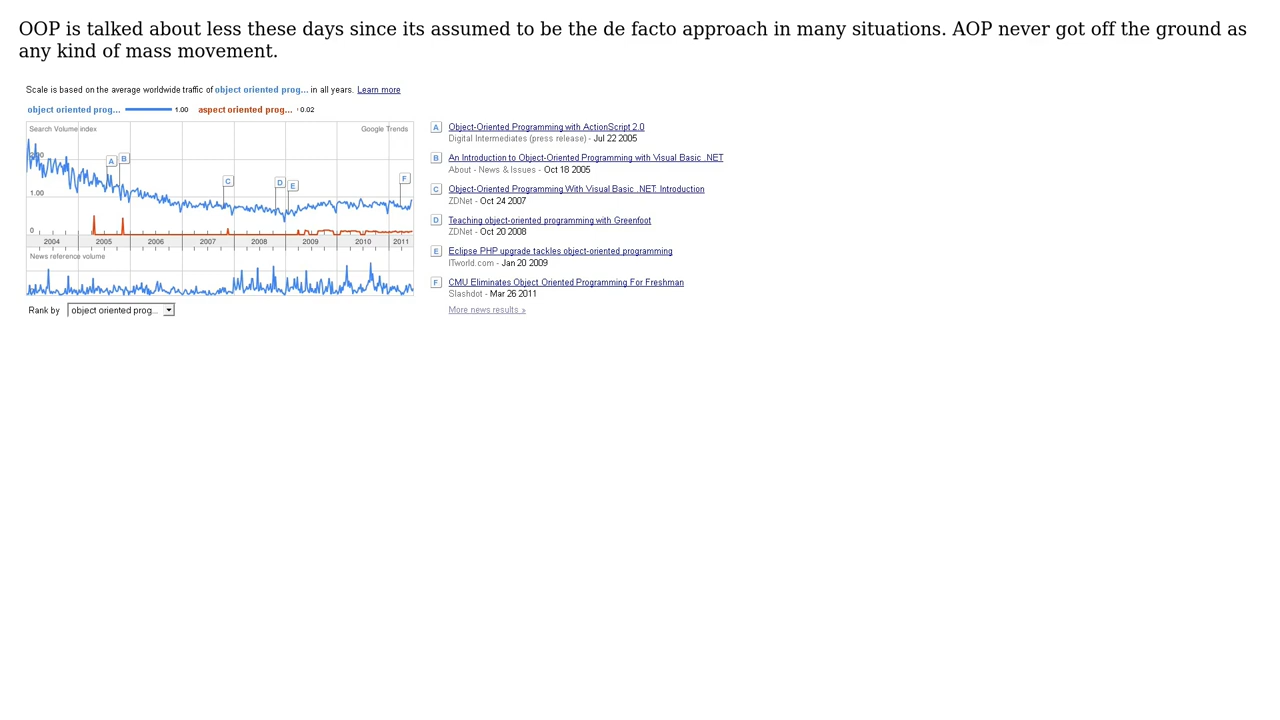 OOP is talked about less these days since its assumed to be the de facto approach in many situations. AOP never got off the ground as
any kind of mass movement.
Scale is based on the average worldwide traffic of object oriented prog... in all years. Learn more
object oriented prog... 1.00 aspect oriented prog... 0.02
Search Volume index Google Trends
2.00
A B
C D E F
1.00
0
2004 2005 2006 2007 2008 2009 2010 2011
News reference volume
Rank by object oriented prog...
A Object-Oriented Programming with ActionScript 2.0
Digital Intermediates (press release) - Jul 22 2005
B An Introduction to Object-Oriented Programming with Visual Basic .NET
About - News & Issues - Oct 18 2005
C Object-Oriented Programming With Visual Basic .NET: Introduction
ZDNet - Oct 24 2007
D Teaching object-oriented programming with Greenfoot
ZDNet - Oct 20 2008
E Eclipse PHP upgrade tackles object-oriented programming
ITworld.com - Jan 20 2009
F CMU Eliminates Object Oriented Programming For Freshman
Slashdot - Mar 26 2011
More news results »